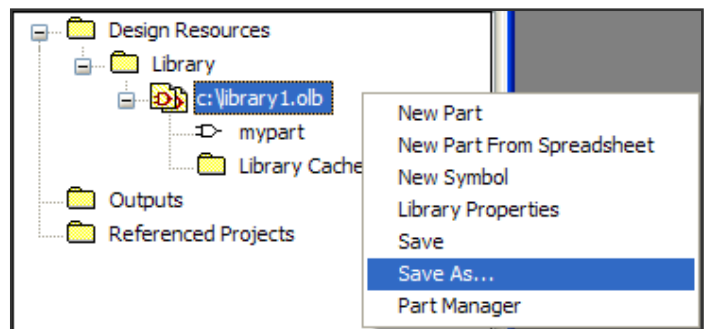 Design Resources
Library
c:\library1.olb
mypart
Library Cache
Outputs
Referenced Projects
New Part
New Part From Spreadsheet
New Symbol
Library Properties
Save
Save As...
Part Manager